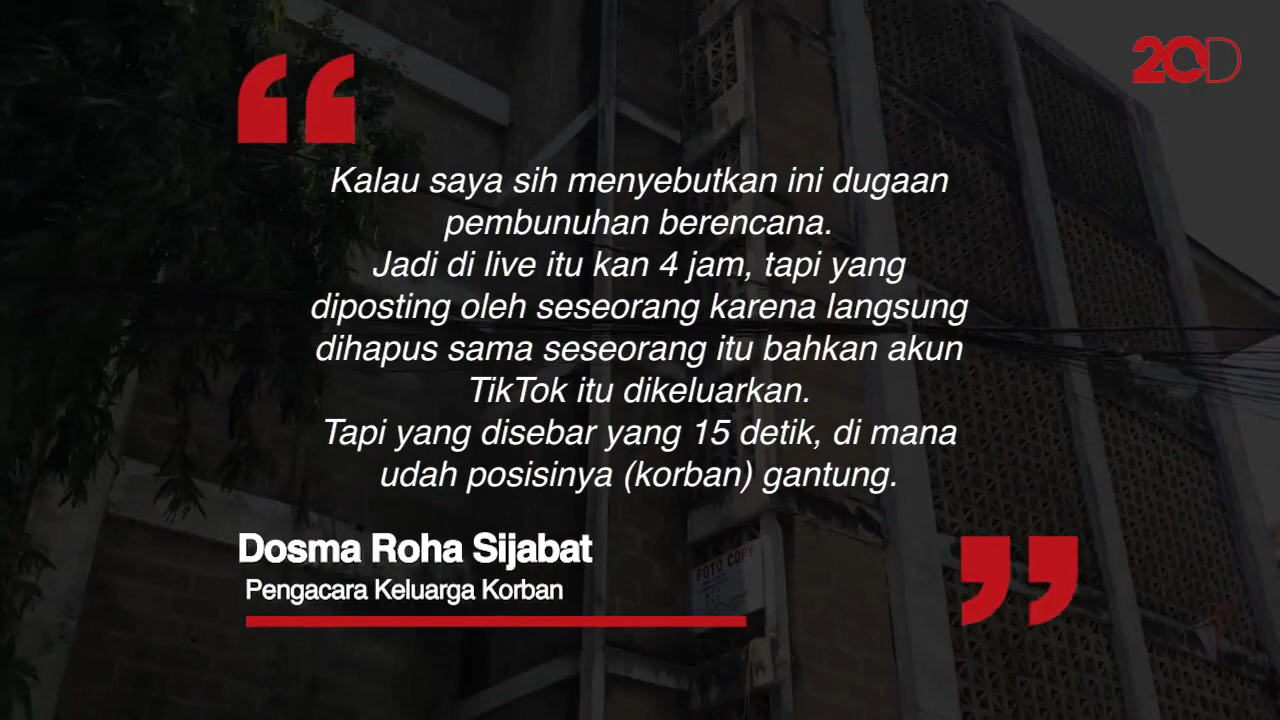 20D
“
Kalau saya sih menyebutkan ini dugaan
pembunuhan berencana.
Jadi di live itu kan 4 jam, tapi yang
diposting oleh seseorang karena langsung
dihapus sama seseorang itu bahkan akun
TikTok itu dikeluarkan.
Tapi yang disebar yang 15 detik, di mana
udah posisinya (korban) gantung.
”
Dosma Roha Sijabat
Pengacara Keluarga Korban
FOTO COPY